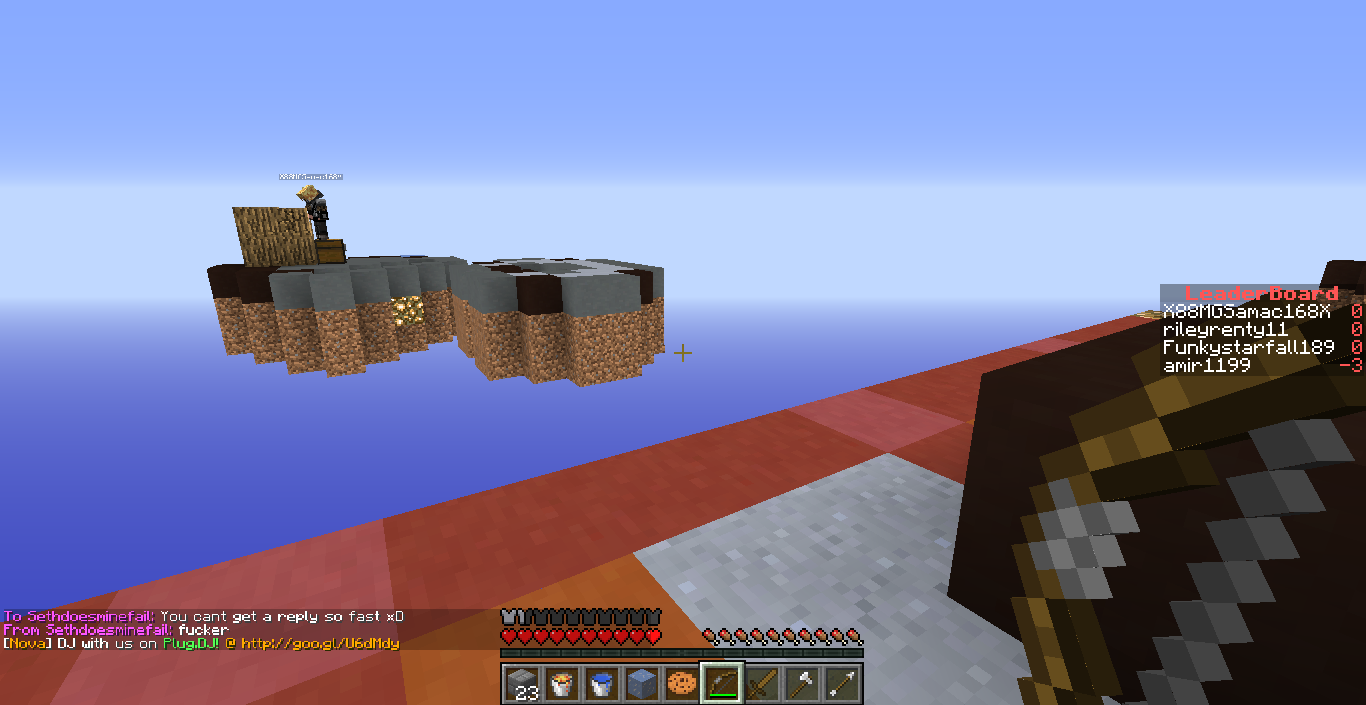 X88MGSamac168X
LeaderBoard
X88MGSamac168X 0
rileyrenty11 0
Funkystarfall189 0
amir1199 -3
To Sethdoesminefail: You cant get a reply so fast xD
From Sethdoesminefail: fucker
[Nova] DJ with us on Plug.DJ! @ http://goo.gl/U6dMdy
23